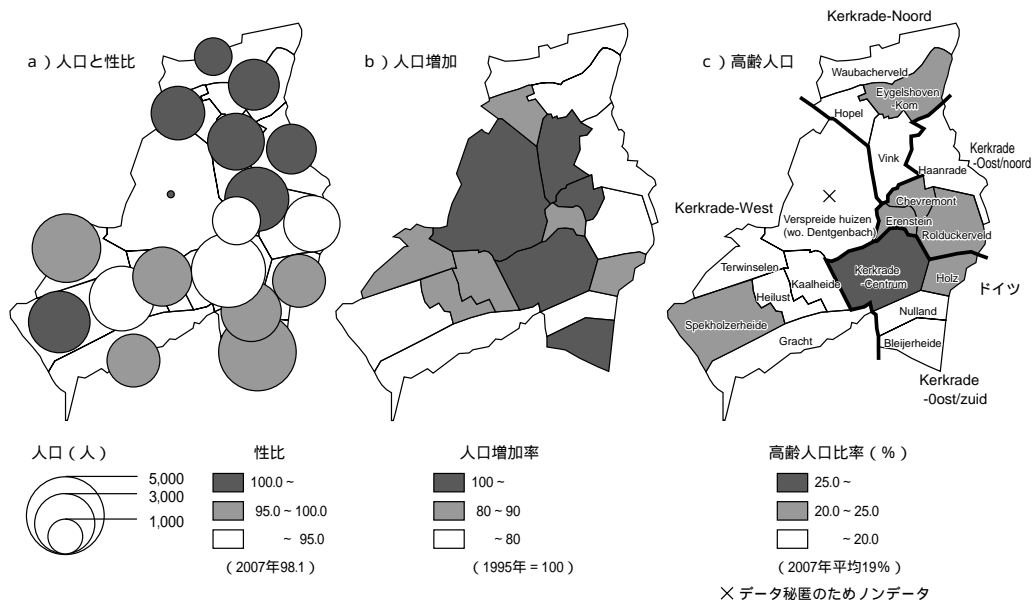 a）人口と性比
b）人口増加
c）高齢人口
Kerkrade-Noord
Waubacherveld
Eygelshoven
-Kom
Hopel
Vink
Kerkrade
-Oost/noord
Haanrade
Chevremont
Kerkrade-West
Verspreide huizen
(wo. Dentgenbach)
Erenstein
Rolduckerveld
Terwinselen
Kerkrade
-Centrum
Holz
ドイツ
Kaalheide
Heilust
Nulland
Spekholzerheide
Gracht
Bleijerheide
Kerkrade
-0ost/zuid
人口（人）
5,000
3,000
1,000
性比
100.0 ~
95.0 ~ 100.0
~ 95.0
（2007年98.1）
人口増加率
100 ~
80 ~ 90
~ 80
（1995年 = 100）
高齢人口比率（%）
25.0 ~
20.0 ~ 25.0
~ 20.0
（2007年平均19%）
× データ秘匿のためノンデータ